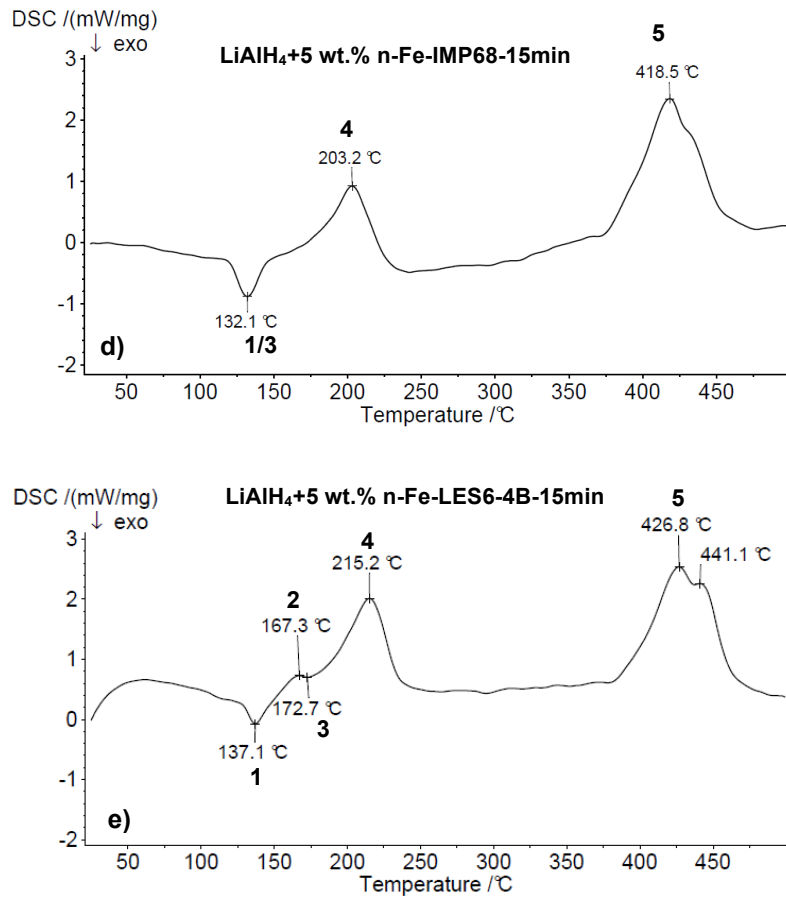 DSC /(mW/mg)
↓ exo
LiAlH₄+5 wt.% n-Fe-IMP68-15min
5
418.5 °C
4
203.2 °C
3
2
1
0
-1
-2
132.1 °C
1/3
d)
50 100 150 200 250 300 350 400 450
Temperature /°C
DSC /(mW/mg)
↓ exo
LiAlH₄+5 wt.% n-Fe-LES6-4B-15min
5
426.8 °C
441.1 °C
4
215.2 °C
2
167.3 °C
172.7 °C
3
137.1 °C
1
3
2
1
0
-1
-2
e)
50 100 150 200 250 300 350 400 450
Temperature /°C